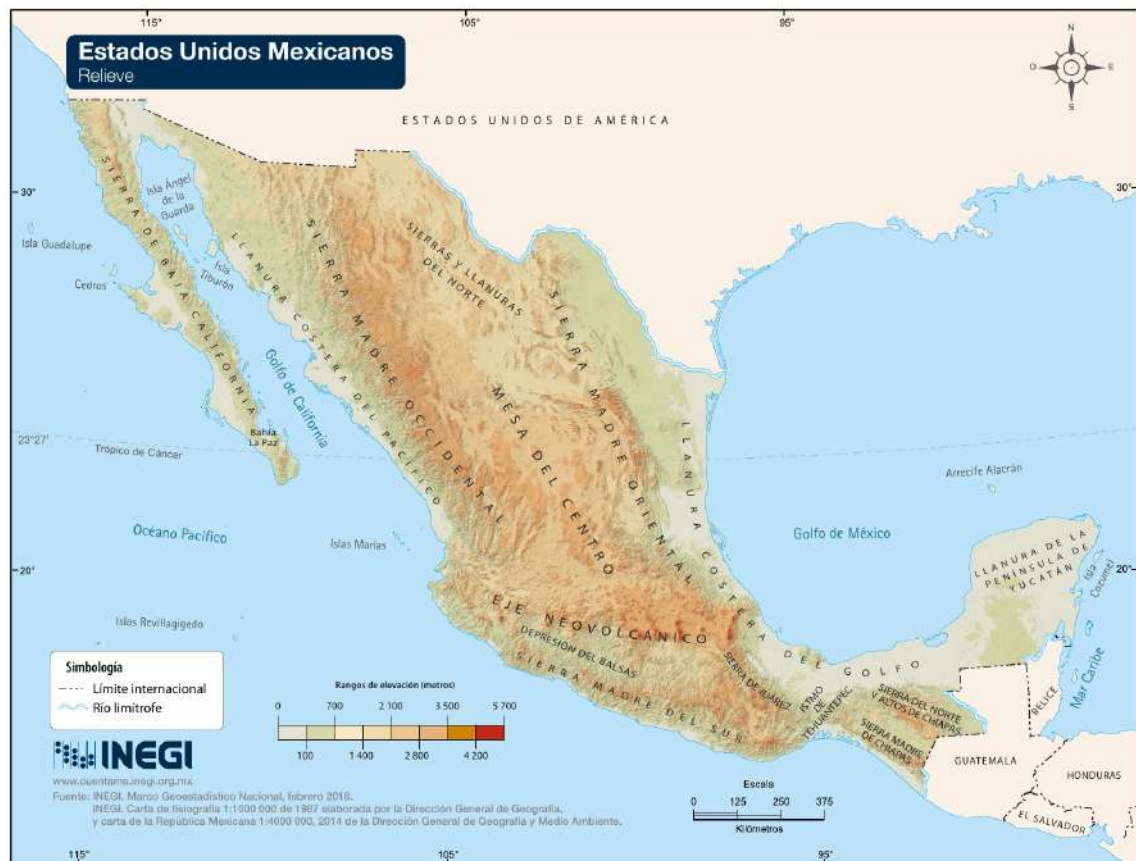 115°
105°
95°
Estados Unidos Mexicanos
Relieve
N
O
E
S
ESTADOS UNIDOS DE AMÉRICA
30°
30°
Isla Ángel
de la
Guarda
Isla Guadalupe
Cedros
Isla
Tiburón
SIERRA DE BAJA CALIFORNIA
LLANURA COSTERA DEL PACÍFICO
SIERRA MADRE OCCIDENTAL
SIERRAS Y LLANURAS
DEL NORTE
SIERRA MADRE ORIENTAL
MESA DEL CENTRO
LLANURA COSTERA DEL GOLFO
Golfo de California
Bahía
La Paz
23°27'
Trópico de Cáncer
Arrecife Alacrán
Océano Pacífico
Islas Marías
Golfo de México
LLANURA DE LA
PENÍNSULA DE
YUCATÁN
Isla
Cozumel
20°
20°
Islas Revillagigedo
EJE NEOVOLCÁNICO
DEPRESIÓN DEL BALSAS
SIERRA MADRE DEL SUR
SIERRA DE JUÁREZ
ISTMO
DE
TEHUANTEPEC
SIERRA DEL NORTE
Y ALTOS DE CHIAPAS
SIERRA MADRE
DE CHIAPAS
BELICE
Mar Caribe
GUATEMALA
HONDURAS
EL SALVADOR
Simbología
Límite internacional
Río limítrofe
Rangos de elevación (metros)
0 700 2 100 3 500 5 700
100 1 400 2 800 4 200
INEGI
www.cuentame.inegi.org.mx
Fuente: INEGI. Marco Geoestadístico Nacional, febrero 2018.
INEGI. Carta de fisiografía 1:1000 000 de 1987 elaborada por la Dirección General de Geografía,
y carta de la República Mexicana 1:4000 000, 2014 de la Dirección General de Geografía y Medio Ambiente.
Escala
0 125 250 375
Kilómetros
115°
105°
95°